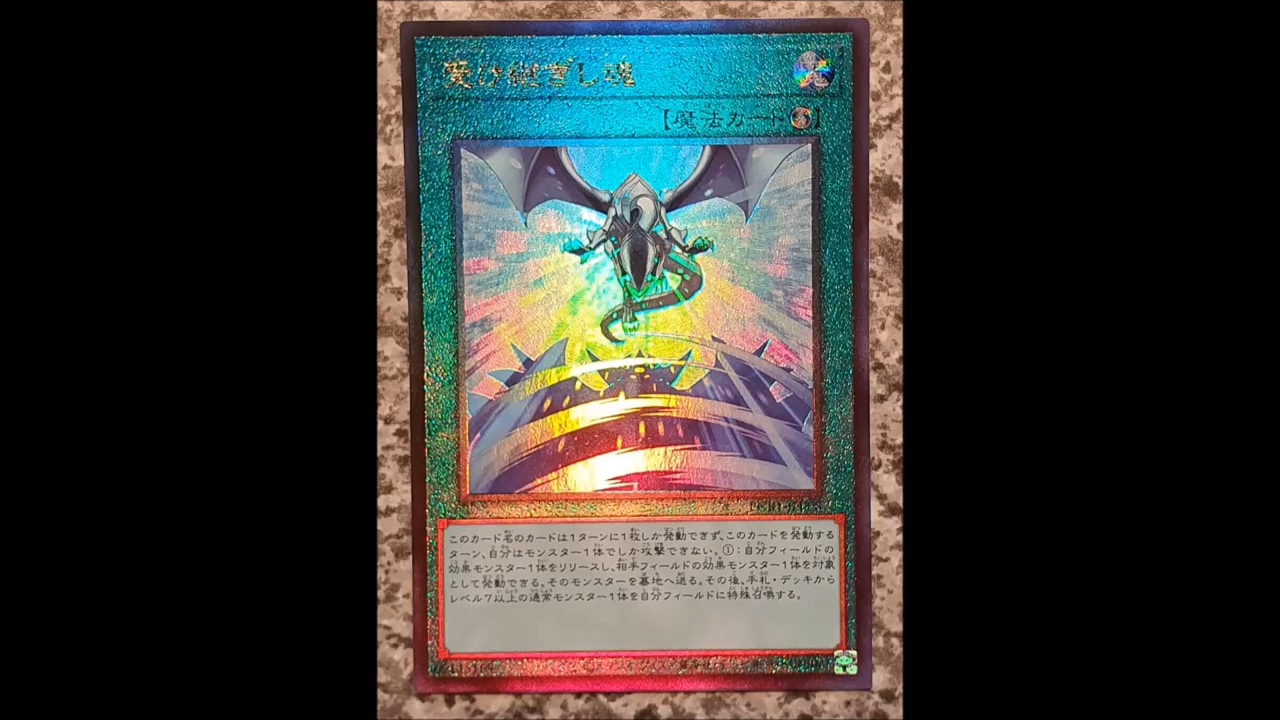 受け継ぎし魂
【魔法カード】
このカード名のカードは1ターンに1枚しか発動できず、このカードを発動する
ターン、自分はモンスター1体でしか攻撃できない。①:自分フィールドの
効果モンスター1体をリリースし、相手フィールドの効果モンスター1体を対象
として発動できる。そのモンスターを墓地へ送る。その後、手札・デッキから
レベル7以上の通常モンスター1体を自分フィールドに特殊召喚する。